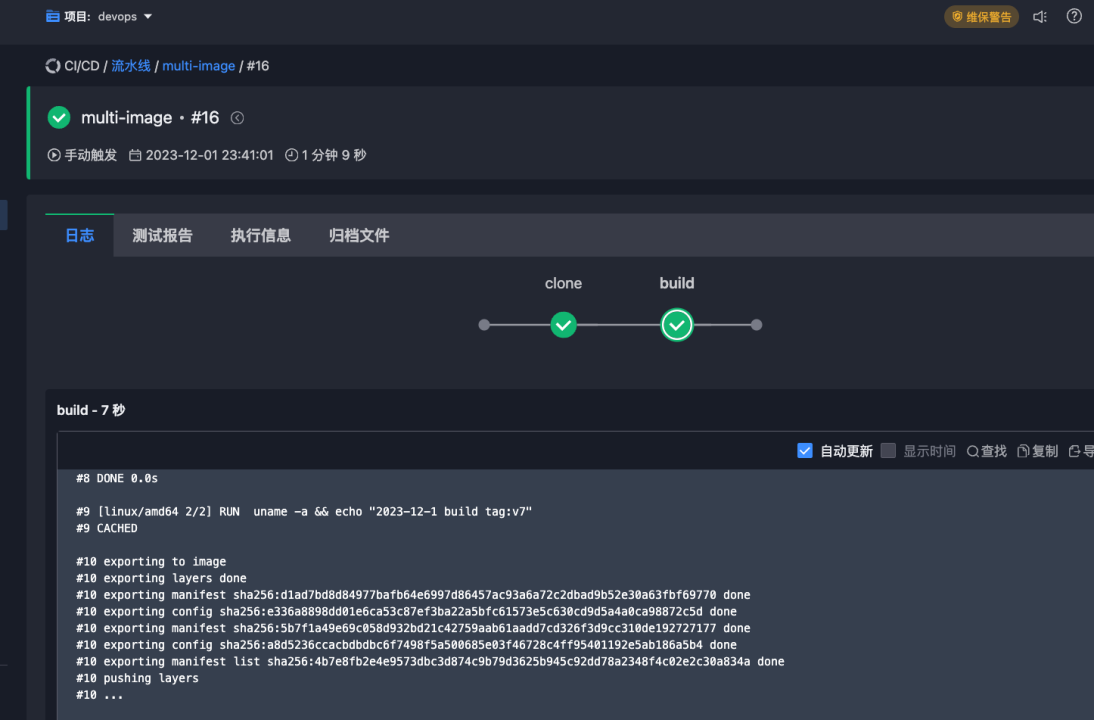 项目: devops
维保警告
CI/CD / 流水线 / multi-image / #16
multi-image • #16
手动触发 2023-12-01 23:41:01 1 分钟 9 秒
日志 测试报告 执行信息 归档文件
clone build
build - 7 秒
自动更新 显示时间 查找 复制 导
#8 DONE 0.0s
#9 [linux/amd64 2/2] RUN  uname -a && echo "2023-12-1 build tag:v7"
#9 CACHED
#10 exporting to image
#10 exporting layers done
#10 exporting manifest sha256:d1ad7bd8d84977bafb64e6997d86457ac93a6a72c2dbad9b52e30a63fbf69770 done
#10 exporting config sha256:e336a8898dd01e6ca53c87ef3ba22a5bfc61573e5c630cd9d5a4a0ca98872c5d done
#10 exporting manifest sha256:5b7f1a49e69c058d932bd21c42759aab61aadd7cd326f3d9cc310de192727177 done
#10 exporting config sha256:a8d5236ccacbdbdbc6f7498f5a500685e03f46728c4ff95401192e5ab186a5b4 done
#10 exporting manifest list sha256:4b7e8fb2e4e9573dbc3d874c9b79d3625b945c92dd78a2348f4c02e2c30a834a done
#10 pushing layers
#10 ...